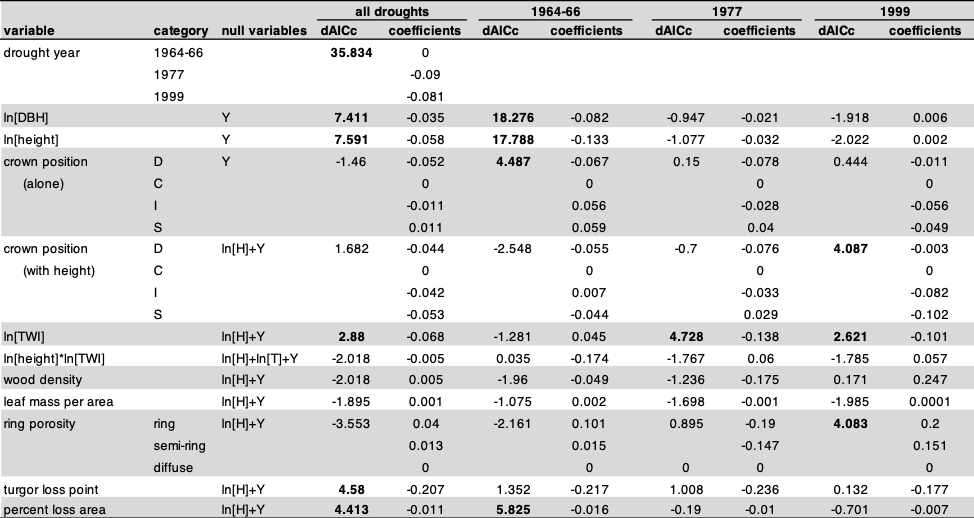 all droughts 1964-66 1977 1999
variable category null variables dAICc coefficients dAICc coefficients dAICc coefficients dAICc coefficients
drought year 1964-66 35.834 0
1977 -0.09
1999 -0.081
ln[DBH] Y 7.411 -0.035 18.276 -0.082 -0.947 -0.021 -1.918 0.006
ln[height] Y 7.591 -0.058 17.788 -0.133 -1.077 -0.032 -2.022 0.002
crown position D Y -1.46 -0.052 4.487 -0.067 0.15 -0.078 0.444 -0.011
(alone) C 0 0 0 0
I -0.011 0.056 -0.028 -0.056
S 0.011 0.059 0.04 -0.049
crown position D ln[H]+Y 1.682 -0.044 -2.548 -0.055 -0.7 -0.076 4.087 -0.003
(with height) C 0 0 0 0
I -0.042 0.007 -0.033 -0.082
S -0.053 -0.044 0.029 -0.102
ln[TWI] ln[H]+Y 2.88 -0.068 -1.281 0.045 4.728 -0.138 2.621 -0.101
ln[height]*ln[TWI] ln[H]+ln[T]+Y -2.018 -0.005 0.035 -0.174 -1.767 0.06 -1.785 0.057
wood density ln[H]+Y -2.018 0.005 -1.96 -0.049 -1.236 -0.175 0.171 0.247
leaf mass per area ln[H]+Y -1.895 0.001 -1.075 0.002 -1.698 -0.001 -1.985 0.0001
ring porosity ring ln[H]+Y -3.553 0.04 -2.161 0.101 0.895 -0.19 4.083 0.2
semi-ring 0.013 0.015 -0.147 0.151
diffuse 0 0 0 0 0
turgor loss point ln[H]+Y 4.58 -0.207 1.352 -0.217 1.008 -0.236 0.132 -0.177
percent loss area ln[H]+Y 4.413 -0.011 5.825 -0.016 -0.19 -0.01 -0.701 -0.007